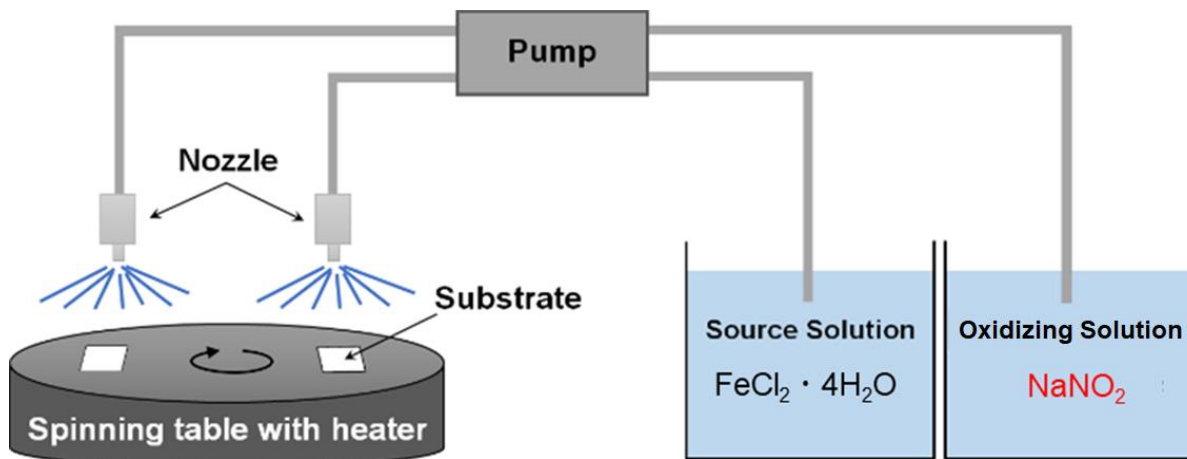 Pump
Nozzle
Substrate
Spinning table with heater
Source Solution
FeCl₂・4H₂O
Oxidizing Solution
NaNO₂